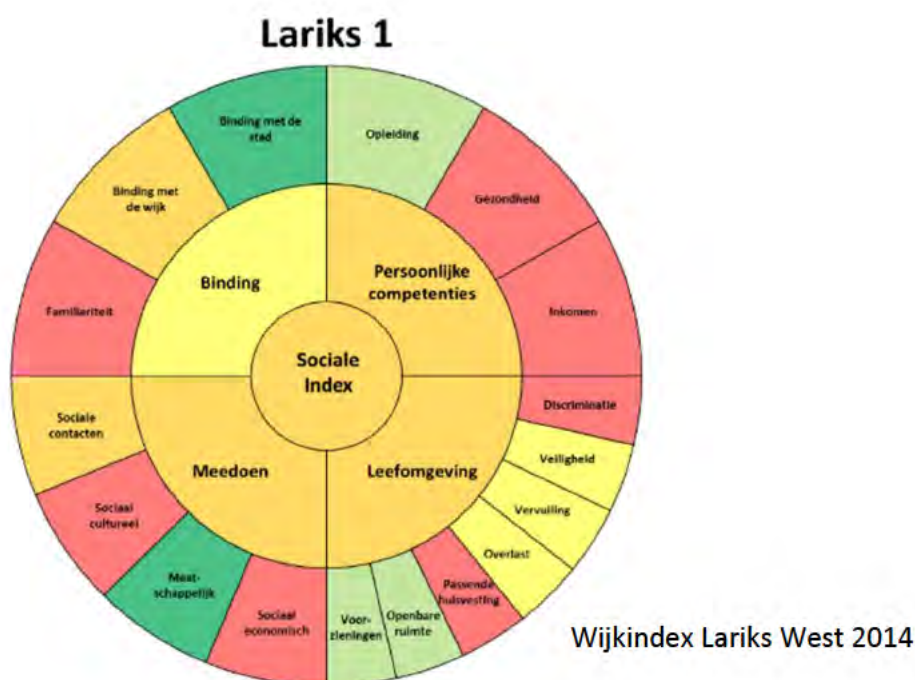 Lariks 1
Binding met de
stad
Opleiding
Binding met
de wijk
Gezondheid
Binding
Persoonlijke
competenties
Familiariteit
Inkomen
Sociale
Index
Discriminatie
Sociale
contacten
Meedoen
Leefomgeving
Veiligheid
Sociaal
cultureel
Vervuiling
Overlast
Maat-
schappelijk
Sociaal
economisch
Voor-
zieningen
Openbare
ruimte
Passende
huisvesting
Wijkindex Lariks West 2014